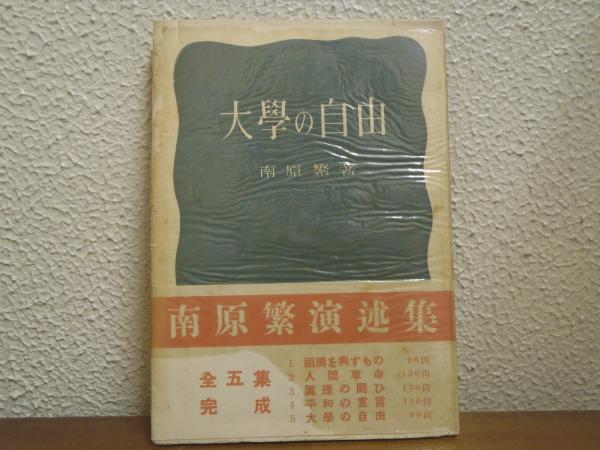 大學の自由
南原繁著
南原繁演述集
全五集
完成
1 祖國を興すもの 90円
2 人間革命 130円
3 眞理の鬪ひ 130円
4 平和の宣言 130円
5 大學の自由 90円